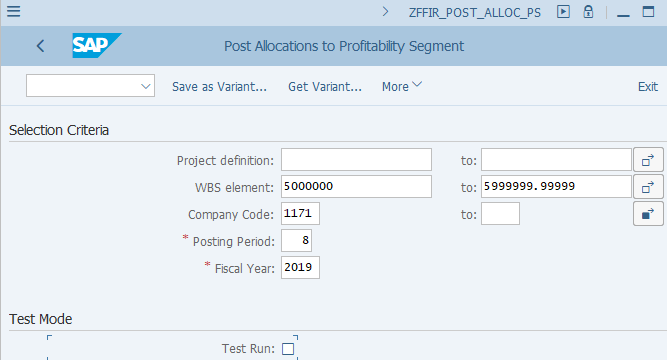 ZFFIR_POST_ALLOC_PS
SAP
Post Allocations to Profitability Segment
Save as Variant... Get Variant... More Exit
Selection Criteria
Project definition: to:
WBS element: 5000000 to: 5999999.99999
Company Code: 1171 to:
* Posting Period: 8
* Fiscal Year: 2019
Test Mode
Test Run: